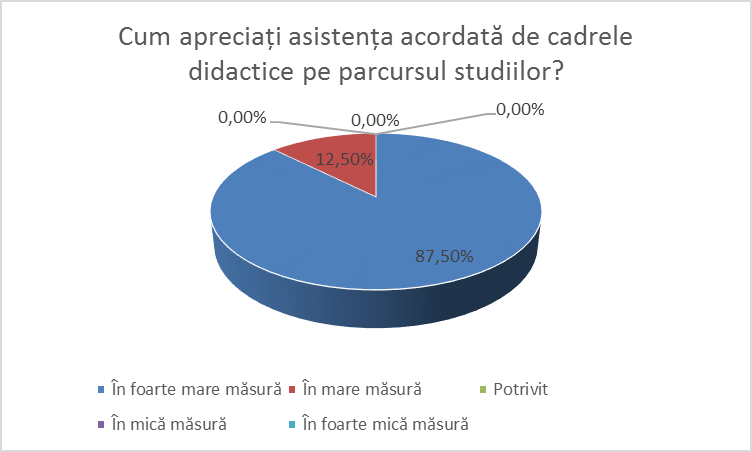 Cum apreciați asistența acordată de cadrele
didactice pe parcursul studiilor?
0,00%
0,00%
0,00%
12,50%
87,50%
În foarte mare măsură
În mare măsură
Potrivit
În mică măsură
În foarte mică măsură